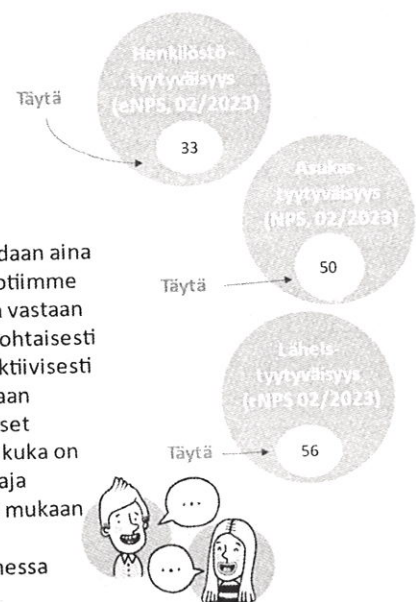 Henkilöstö-
tyytyväisyys
(eNPS, 02/2023)
Täytä
33
Asukas-
tyytyväisyys
(NPS, 02/2023)
50
Täytä
Läheis-
tyytyväisyys
(rNPS 02/2023)
Täytä
56
daan aina
otiimme
a vastaan
ohtaisesti
ktiivisesti
aan
set
kuka on
aja
mukaan
nessa
...
...